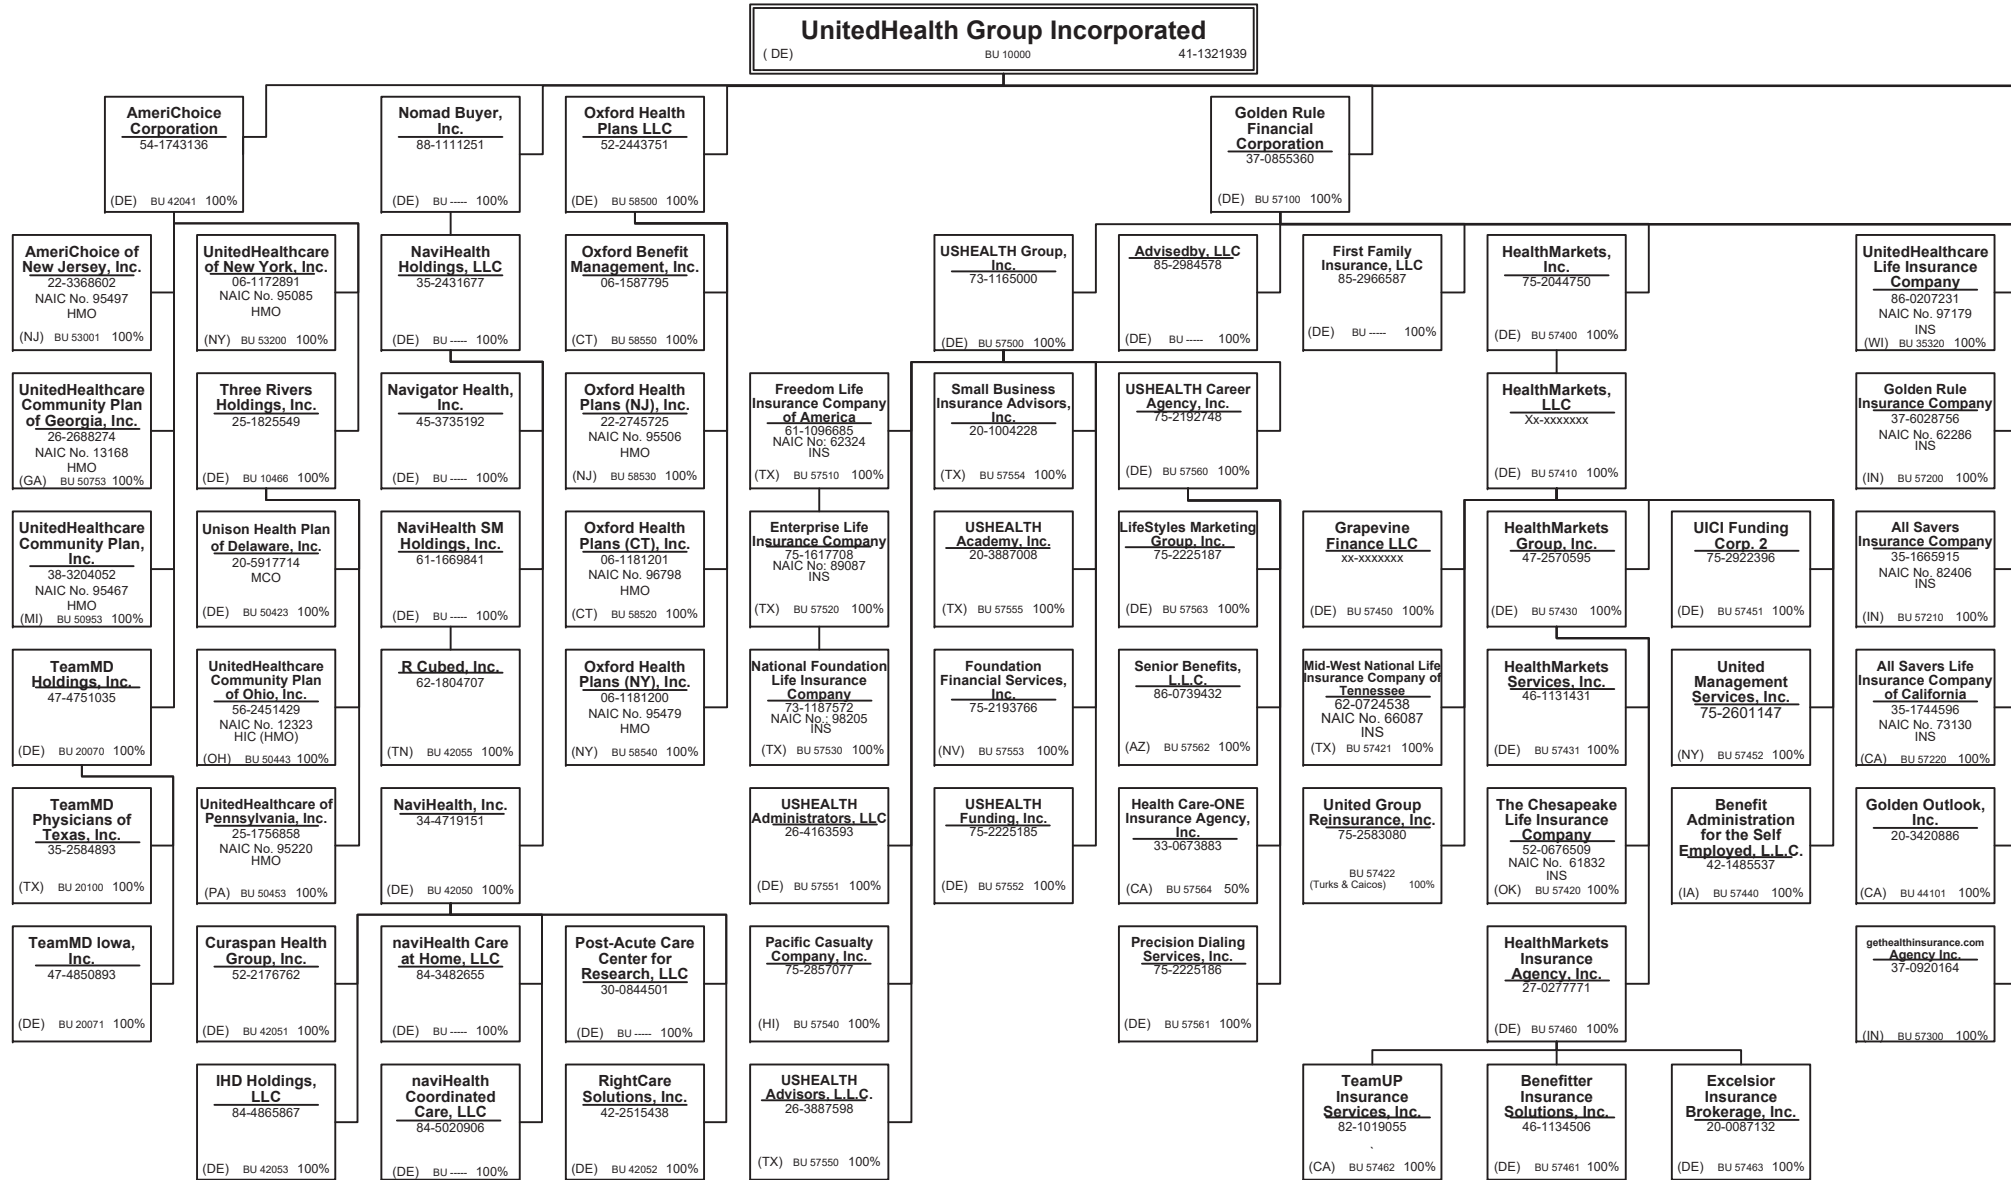 UnitedHealth Group Incorporated
( DE) BU 10000 41-1321939
AmeriChoice
Corporation
54-1743136
(DE) BU 42041 100%
Nomad Buyer,
Inc.
88-1111251
(DE) BU ----- 100%
Oxford Health
Plans LLC
52-2443751
(DE) BU 58500 100%
Golden Rule
Financial
Corporation
37-0855360
(DE) BU 57100 100%
AmeriChoice of
New Jersey, Inc.
22-3368602
NAIC No. 95497
HMO
(NJ) BU 53001 100%
UnitedHealthcare
of New York, Inc.
06-1172891
NAIC No. 95085
HMO
(NY) BU 53200 100%
NaviHealth
Holdings, LLC
35-2431677
(DE) BU ----- 100%
Oxford Benefit
Management, Inc.
06-1587795
(CT) BU 58550 100%
USHEALTH Group,
Inc.
73-1165000
(DE) BU 57500 100%
Advisedby, LLC
85-2984578
(DE) BU ----- 100%
First Family
Insurance, LLC
85-2966587
(DE) BU ----- 100%
HealthMarkets,
Inc.
75-2044750
(DE) BU 57400 100%
UnitedHealthcare
Life Insurance
Company
86-0207231
NAIC No. 97179
INS
(WI) BU 35320 100%
UnitedHealthcare
Community Plan
of Georgia, Inc.
26-2688274
NAIC No. 13168
HMO
(GA) BU 50753 100%
Three Rivers
Holdings, Inc.
25-1825549
(DE) BU 10466 100%
Navigator Health,
Inc.
45-3735192
(DE) BU ----- 100%
Oxford Health
Plans (NJ), Inc.
22-2745725
NAIC No. 95506
HMO
(NJ) BU 58530 100%
Freedom Life
Insurance Company
of America
61-1096685
NAIC No: 62324
INS
(TX) BU 57510 100%
Small Business
Insurance Advisors,
Inc.
20-1004228
(TX) BU 57554 100%
USHEALTH Career
Agency, Inc.
75-2192748
(DE) BU 57560 100%
HealthMarkets,
LLC
Xx-xxxxxxx
(DE) BU 57410 100%
Golden Rule
Insurance Company
37-6028756
NAIC No. 62286
INS
(IN) BU 57200 100%
UnitedHealthcare
Community Plan,
Inc.
38-3204052
NAIC No. 95467
HMO
(MI) BU 50953 100%
Unison Health Plan
of Delaware, Inc.
20-5917714
MCO
(DE) BU 50423 100%
NaviHealth SM
Holdings, Inc.
61-1669841
(DE) BU ----- 100%
Oxford Health
Plans (CT), Inc.
06-1181201
NAIC No. 96798
HMO
(CT) BU 58520 100%
Enterprise Life
Insurance Company
75-1617708
NAIC No: 89087
INS
(TX) BU 57520 100%
USHEALTH
Academy, Inc.
20-3887008
(TX) BU 57555 100%
LifeStyles Marketing
Group, Inc.
75-2225187
(DE) BU 57563 100%
Grapevine
Finance LLC
xx-xxxxxxx
(DE) BU 57450 100%
HealthMarkets
Group, Inc.
47-2570595
(DE) BU 57430 100%
UICI Funding
Corp. 2
75-2922396
(DE) BU 57451 100%
All Savers
Insurance Company
35-1665915
NAIC No. 82406
INS
(IN) BU 57210 100%
TeamMD
Holdings, Inc.
47-4751035
(DE) BU 20070 100%
UnitedHealthcare
Community Plan
of Ohio, Inc.
56-2451429
NAIC No. 12323
HIC (HMO)
(OH) BU 50443 100%
R Cubed, Inc.
62-1804707
(TN) BU 42055 100%
Oxford Health
Plans (NY), Inc.
06-1181200
NAIC No. 95479
HMO
(NY) BU 58540 100%
National Foundation
Life Insurance
Company
73-1187572
NAIC No.: 98205
INS
(TX) BU 57530 100%
Foundation
Financial Services,
Inc.
75-2193766
(NV) BU 57553 100%
Senior Benefits,
L.L.C.
86-0739432
(AZ) BU 57562 100%
Mid-West National Life
Insurance Company of
Tennessee
62-0724538
NAIC No. 66087
INS
(TX) BU 57421 100%
HealthMarkets
Services, Inc.
46-1131431
(DE) BU 57431 100%
United
Management
Services, Inc.
75-2601147
(NY) BU 57452 100%
All Savers Life
Insurance Company
of California
35-1744596
NAIC No. 73130
INS
(CA) BU 57220 100%
TeamMD
Physicians of
Texas, Inc.
35-2584893
(TX) BU 20100 100%
UnitedHealthcare of
Pennsylvania, Inc.
25-1756858
NAIC No. 95220
HMO
(PA) BU 50453 100%
NaviHealth, Inc.
34-4719151
(DE) BU 42050 100%
USHEALTH
Administrators, LLC
26-4163593
(DE) BU 57551 100%
USHEALTH
Funding, Inc.
75-2225185
(DE) BU 57552 100%
Health Care-ONE
Insurance Agency,
Inc.
33-0673883
(CA) BU 57564 50%
United Group
Reinsurance, Inc.
75-2583080
BU 57422
(Turks & Caicos) 100%
The Chesapeake
Life Insurance
Company
52-0676509
NAIC No. 61832
INS
(OK) BU 57420 100%
Benefit
Administration
for the Self
Employed, L.L.C.
42-1485537
(IA) BU 57440 100%
Golden Outlook,
Inc.
20-3420886
(CA) BU 44101 100%
TeamMD Iowa,
Inc.
47-4850893
(DE) BU 20071 100%
Curaspan Health
Group, Inc.
52-2176762
(DE) BU 42051 100%
naviHealth Care
at Home, LLC
84-3482655
(DE) BU ----- 100%
Post-Acute Care
Center for
Research, LLC
30-0844501
(DE) BU ----- 100%
Pacific Casualty
Company, Inc.
75-2857077
(HI) BU 57540 100%
Precision Dialing
Services, Inc.
75-2225186
(DE) BU 57561 100%
HealthMarkets
Insurance
Agency, Inc.
27-0277771
(DE) BU 57460 100%
gethealthinsurance.com
Agency Inc.
37-0920164
(IN) BU 57300 100%
IHD Holdings,
LLC
84-4865867
(DE) BU 42053 100%
naviHealth
Coordinated
Care, LLC
84-5020906
(DE) BU ----- 100%
RightCare
Solutions, Inc.
42-2515438
(DE) BU 42052 100%
USHEALTH
Advisors, L.L.C.
26-3887598
(TX) BU 57550 100%
TeamUP
Insurance
Services, Inc.
82-1019055
`
(CA) BU 57462 100%
Benefitter
Insurance
Solutions, Inc.
46-1134506
(DE) BU 57461 100%
Excelsior
Insurance
Brokerage, Inc.
20-0087132
(DE) BU 57463 100%